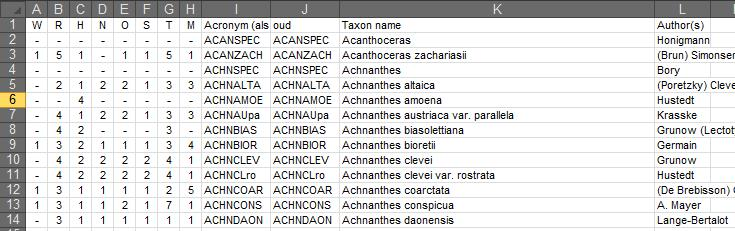 A B C D E F G H I J K L
1 W R H N O S T M Acronym (als oud Taxon name Author(s)
2 - - - - - - - - ACANSPEC ACANSPEC Acanthoceras Honigmann
3 1 5 1 - 1 1 5 1 ACANZACH ACANZACH Acanthoceras zachariasii (Brun) Simonsen
4 - - - - - - - - ACHNSPEC ACHNSPEC Achnanthes Bory
5 - 2 1 2 2 1 3 3 ACHNALTA ACHNALTA Achnanthes altaica (Poretzky) Cleve
6 - - 4 - - - - - ACHNAMOE ACHNAMOE Achnanthes amoena Hustedt
7 - 4 1 2 2 1 3 3 ACHNAUpa ACHNAUpa Achnanthes austriaca var. parallela Krasske
8 - 4 2 - - - 3 - ACHNBIAS ACHNBIAS Achnanthes biasolettiana Grunow (Lectoty
9 1 3 2 1 1 1 3 4 ACHNBIOR ACHNBIOR Achnanthes bioretii Germain
10 - 4 2 2 2 2 4 1 ACHNCLEV ACHNCLEV Achnanthes clevei Grunow
11 - 4 2 2 2 2 4 1 ACHNCLro ACHNCLro Achnanthes clevei var. rostrata Hustedt
12 1 3 1 1 1 1 2 5 ACHNCOAR ACHNCOAR Achnanthes coarctata (De Brebisson) G
13 1 3 1 1 2 1 7 1 ACHNCONS ACHNCONS Achnanthes conspicua A. Mayer
14 - 3 1 1 1 1 1 1 ACHNDAON ACHNDAON Achnanthes daonensis Lange-Bertalot